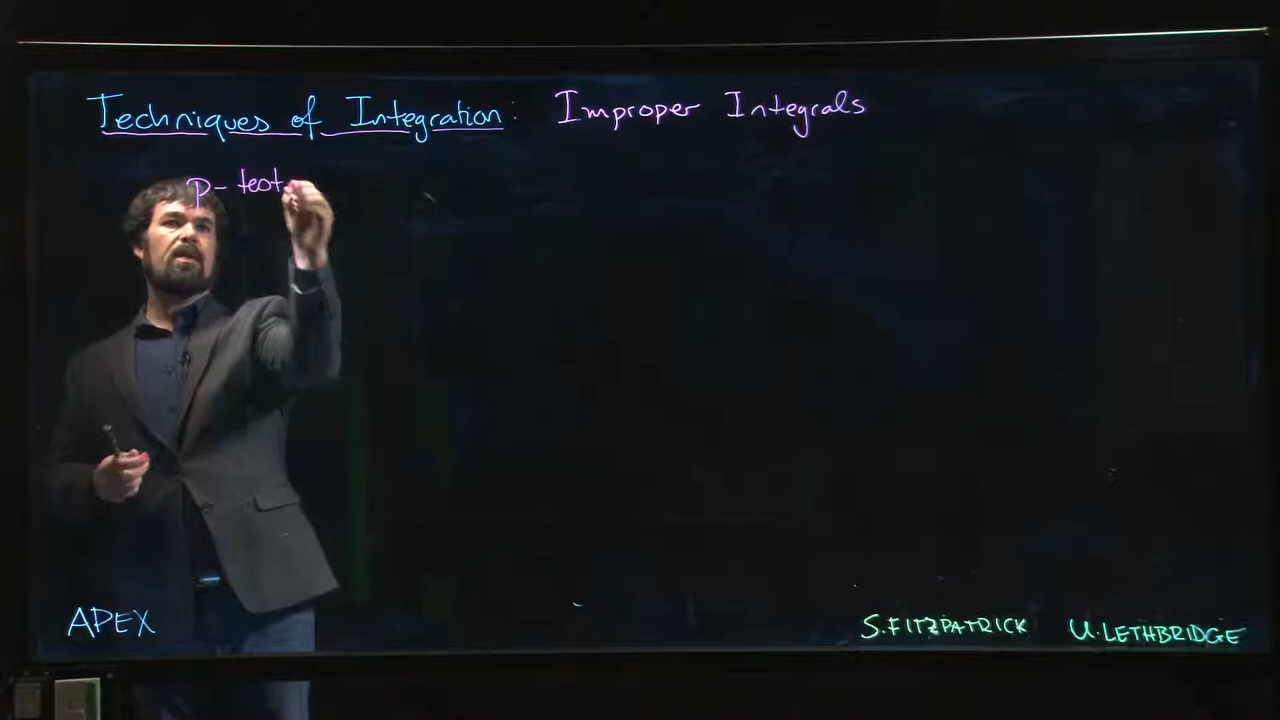 Techniques of Integration: Improper Integrals
p-test
APEX
S.FITZPATRICK U.LETHBRIDGE